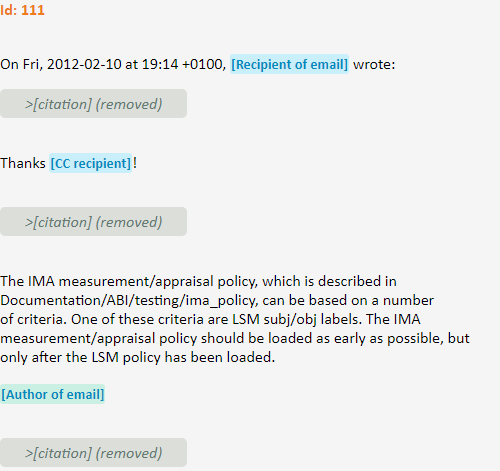 Id: 111
On Fri, 2012-02-10 at 19:14 +0100, [Recipient of email] wrote:
>[citation] (removed)
Thanks [CC recipient]!
>[citation] (removed)
The IMA measurement/appraisal policy, which is described in
Documentation/ABI/testing/ima_policy, can be based on a number
of criteria. One of these criteria are LSM subj/obj labels. The IMA
measurement/appraisal policy should be loaded as early as possible, but
only after the LSM policy has been loaded.
[Author of email]
>[citation] (removed)